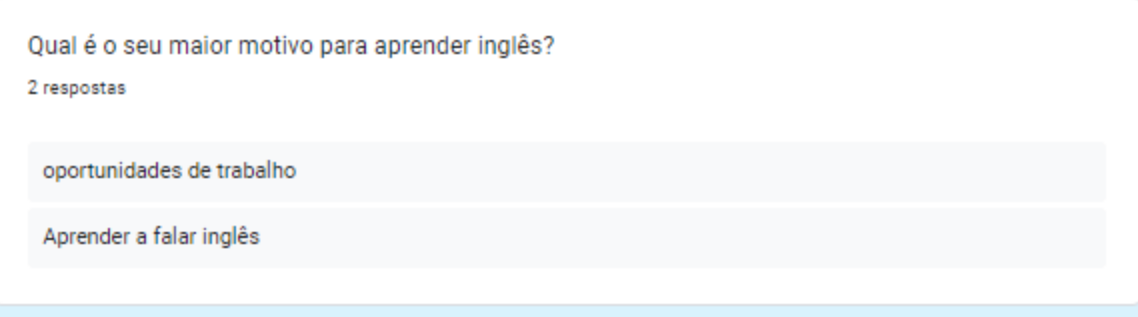 Qual é o seu maior motivo para aprender inglês?
2 respostas
oportunidades de trabalho
Aprender a falar inglês